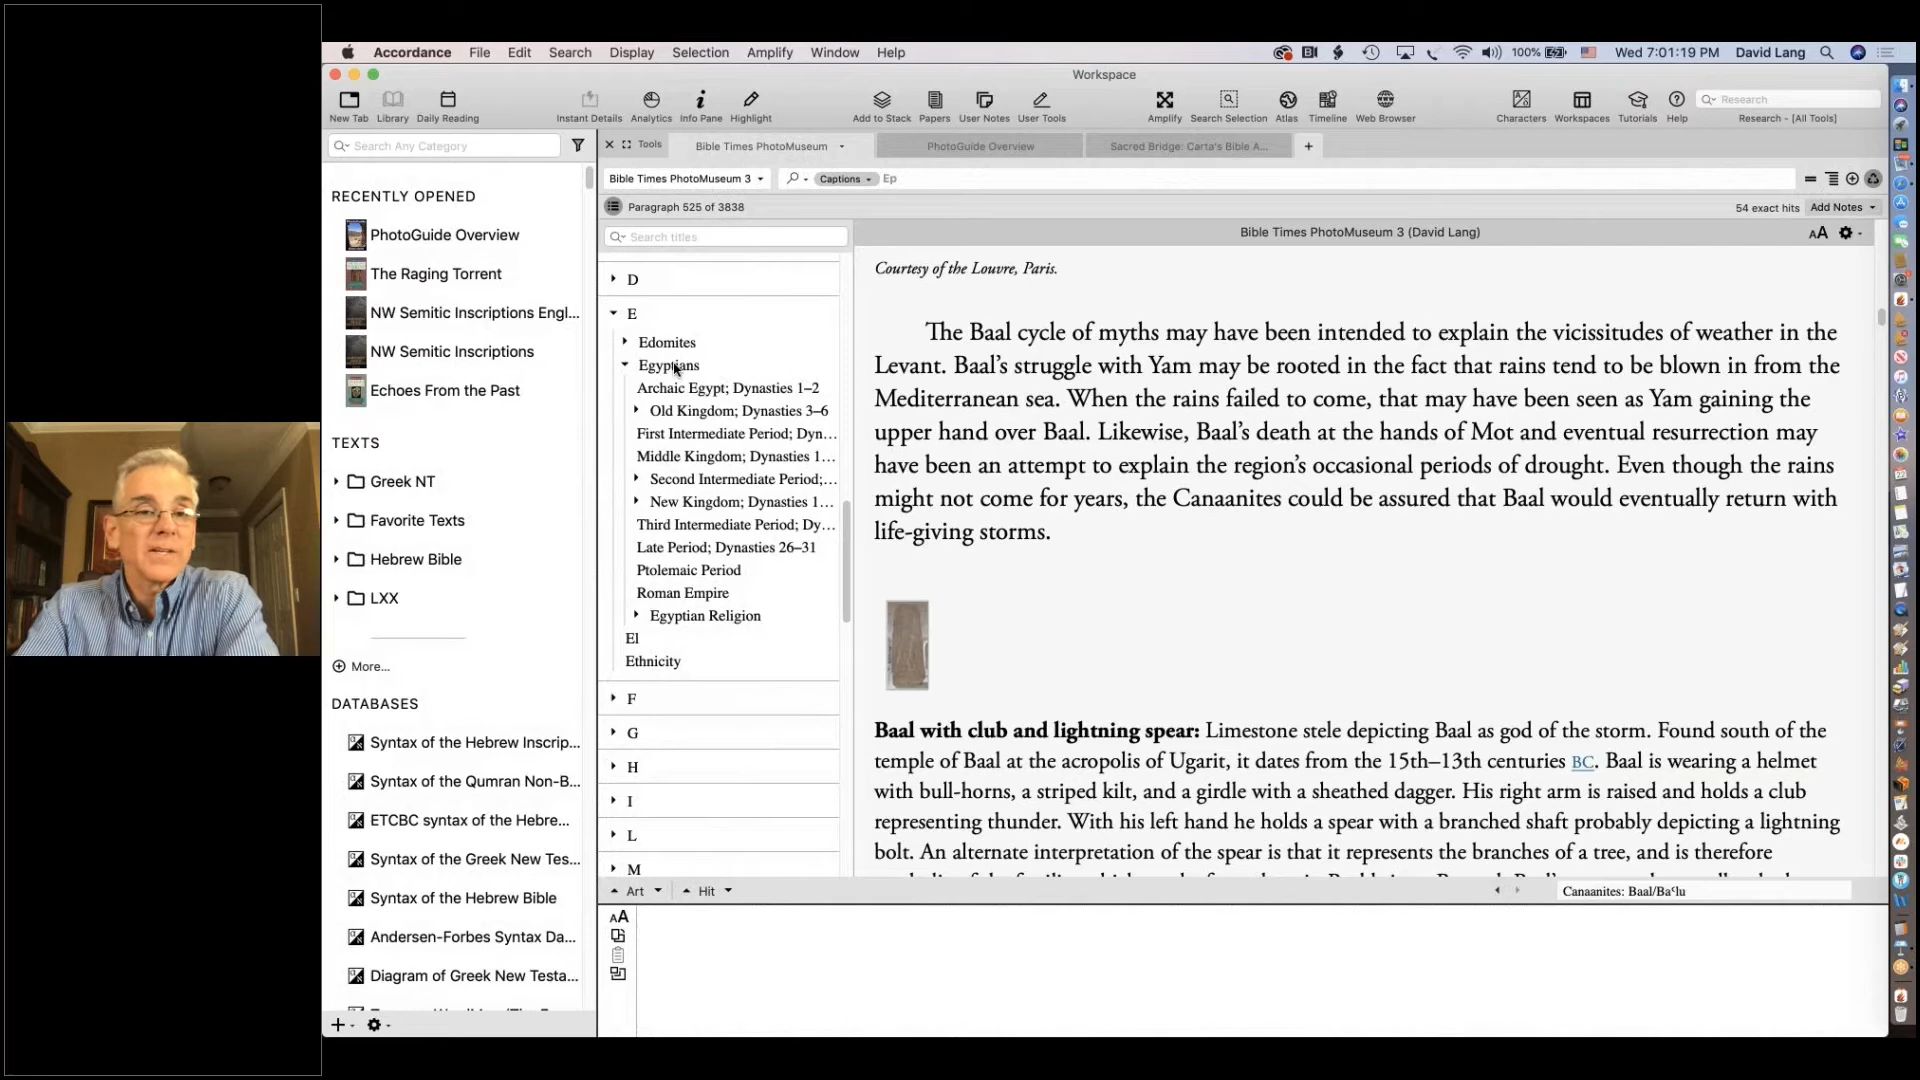 Accordance File Edit Search Display Selection Amplify Window Help
100% Wed 7:01:19 PM David Lang
Workspace
New Tab Library Daily Reading Instant Details Analytics Info Pane Highlight Add to Stack Papers User Notes User Tools Amplify Search Selection Atlas Timeline Web Browser Characters Workspaces Tutorials Help
Research
Research - [All Tools]
Search Any Category
RECENTLY OPENED
PhotoGuide Overview
The Raging Torrent
NW Semitic Inscriptions Engl...
NW Semitic Inscriptions
Echoes From the Past
TEXTS
Greek NT
Favorite Texts
Hebrew Bible
LXX
More...
DATABASES
Syntax of the Hebrew Inscrip...
Syntax of the Qumran Non-B...
ETCBC syntax of the Hebre...
Syntax of the Greek New Tes...
Syntax of the Hebrew Bible
Andersen-Forbes Syntax Da...
Diagram of Greek New Testa...
Tools Bible Times PhotoMuseum PhotoGuide Overview Sacred Bridge: Carta's Bible A...
Bible Times PhotoMuseum 3 Captions Ep
Paragraph 525 of 3838 54 exact hits Add Notes
Search titles
D
E
Edomites
Egyptians
Archaic Egypt; Dynasties 1–2
Old Kingdom; Dynasties 3–6
First Intermediate Period; Dyn...
Middle Kingdom; Dynasties 1...
Second Intermediate Period;...
New Kingdom; Dynasties 1...
Third Intermediate Period; Dy...
Late Period; Dynasties 26–31
Ptolemaic Period
Roman Empire
Egyptian Religion
El
Ethnicity
F
G
H
I
L
M
Bible Times PhotoMuseum 3 (David Lang)
AA
Courtesy of the Louvre, Paris.
The Baal cycle of myths may have been intended to explain the vicissitudes of weather in the
Levant. Baal's struggle with Yam may be rooted in the fact that rains tend to be blown in from the
Mediterranean sea. When the rains failed to come, that may have been seen as Yam gaining the
upper hand over Baal. Likewise, Baal's death at the hands of Mot and eventual resurrection may
have been an attempt to explain the region's occasional periods of drought. Even though the rains
might not come for years, the Canaanites could be assured that Baal would eventually return with
life-giving storms.
Baal with club and lightning spear: Limestone stele depicting Baal as god of the storm. Found south of the
temple of Baal at the acropolis of Ugarit, it dates from the 15th–13th centuries BC. Baal is wearing a helmet
with bull-horns, a striped kilt, and a girdle with a sheathed dagger. His right arm is raised and holds a club
representing thunder. With his left hand he holds a spear with a branched shaft probably depicting a lightning
bolt. An alternate interpretation of the spear is that it represents the branches of a tree, and is therefore
Art Hit Canaanites: Baal/Baʿlu
AA